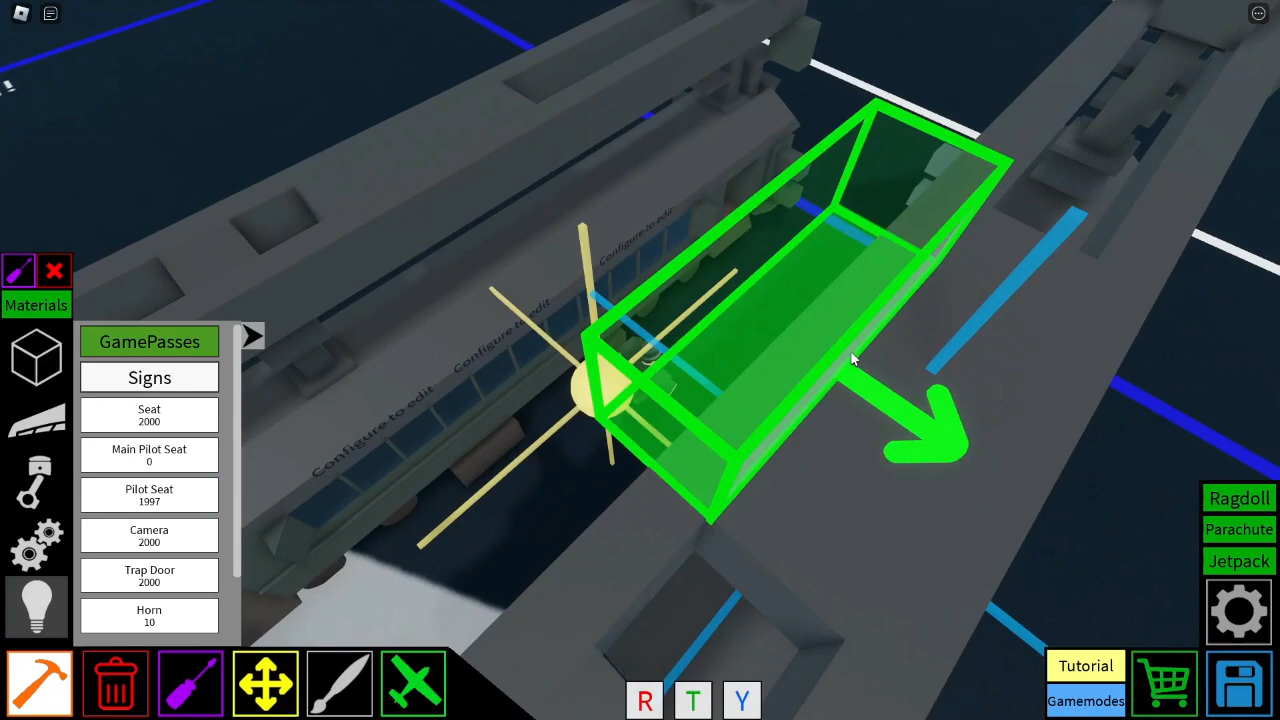 Materials
GamePasses
Signs
Seat
2000
Main Pilot Seat
0
Pilot Seat
1997
Camera
2000
Trap Door
2000
Horn
10
Configure to edit
Configure to edit
Configure to edit
Ragdoll
Parachute
Jetpack
Tutorial
Gamemodes
R T Y